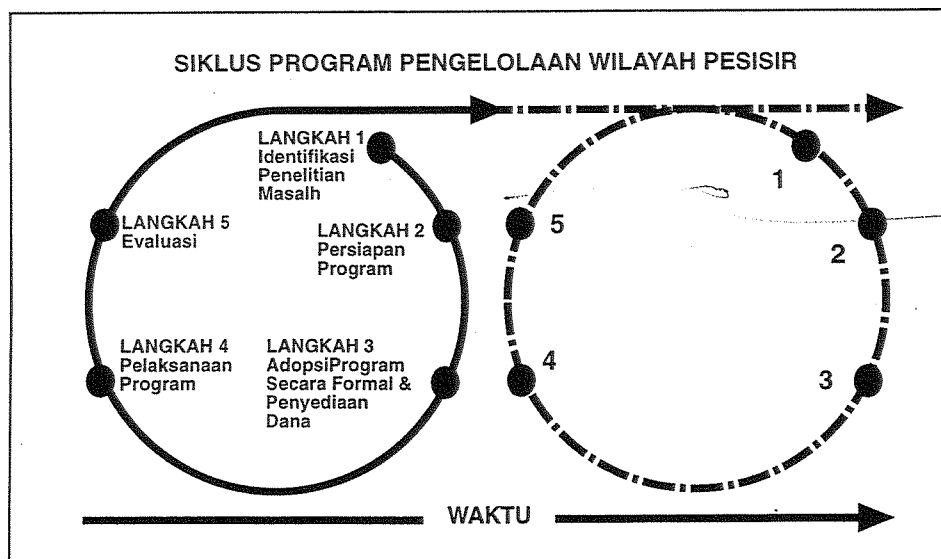 SIKLUS PROGRAM PENGELOLAAN WILAYAH PESISIR
LANGKAH 1
Identifikasi
Penelitian
Masalh
LANGKAH 2
Persiapan
Program
LANGKAH 3
AdopsiProgram
Secara Formal &
Penyediaan
Dana
LANGKAH 4
Pelaksanaan
Program
LANGKAH 5
Evaluasi
1
2
3
4
5
WAKTU